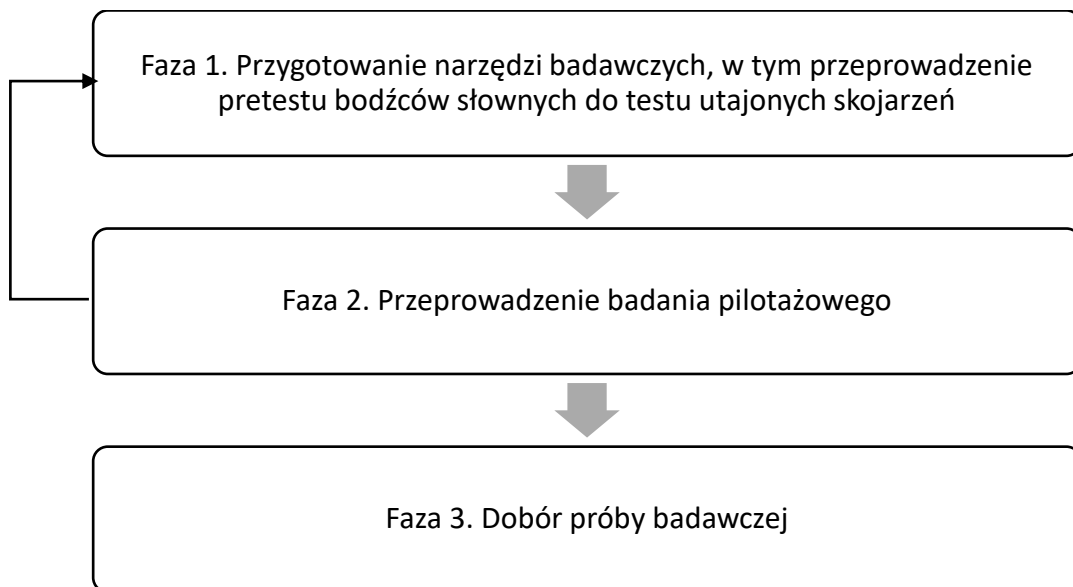 Faza 1. Przygotowanie narzędzi badawczych, w tym przeprowadzenie
pretestu bodźców słownych do testu utajonych skojarzeń
Faza 2. Przeprowadzenie badania pilotażowego
Faza 3. Dobór próby badawczej